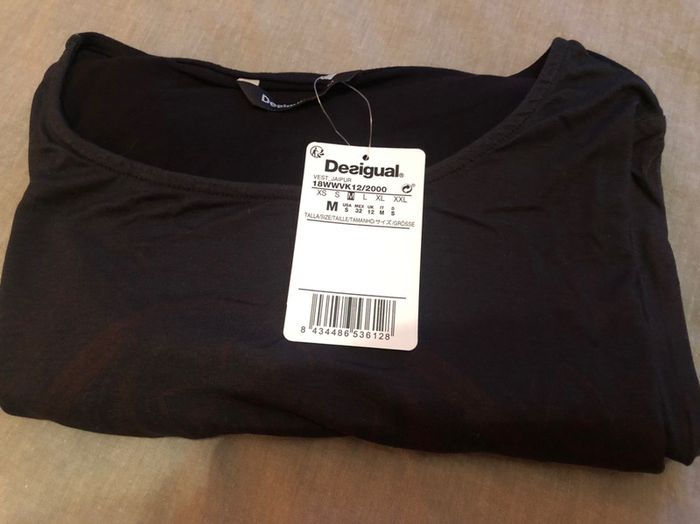 Desigual
Desigual®
VEST_JAIPUR
18WWVK12/2000
XS S M L XL XXL
M USA S MEX 32 UK 12 IT M D S
TALLA/SIZE/TAILLE/TAMANHO/サイズ/GRÖSSE
8 434486 536128